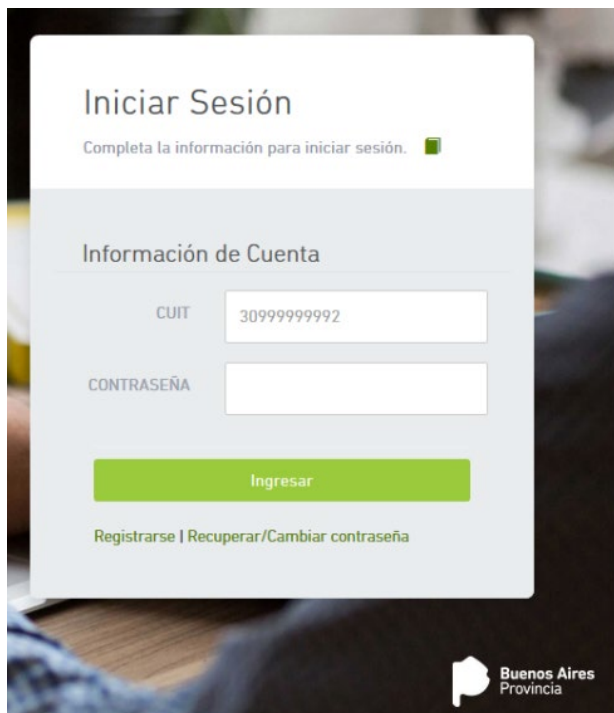 Iniciar Sesión
Completa la información para iniciar sesión.
Información de Cuenta
CUIT
30999999992
CONTRASEÑA
Ingresar
Registrarse | Recuperar/Cambiar contraseña
Buenos Aires
Provincia